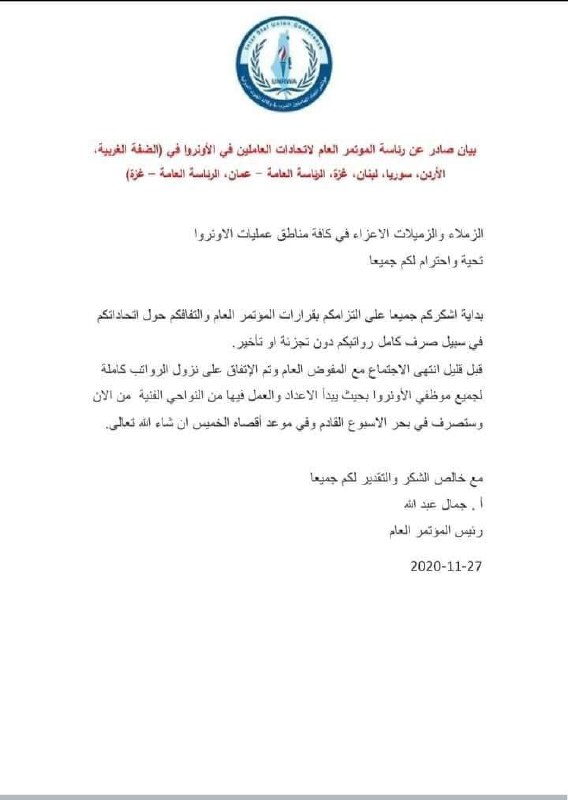 Inter Staff Union Conference
UNRWA
بيان صادر عن رئاسة الموتمر العام لاتحادات العاملين في الأونروا في (الضفة الغربية،
الأردن، سوريا، لبنان، غزة، الرئاسة العامة – عمان، الرئاسة العامة – غزة)
الزملاء والزميلات الاعزاء في كافة مناطق عمليات الاونروا
تحية واحترام لكم جميعا
بداية اشكركم جميعا على التزامكم بقرارات المؤتمر العام والتفافكم حول اتحاداتكم
في سبيل صرف كامل رواتبكم دون تجزئة او تأخير.
قبل قليل انتهى الاجتماع مع المفوض العام وتم الإتفاق على نزول الرواتب كاملة
لجميع موظفي الأونروا بحيث يبدأ الاعداد والعمل فيها من النواحي الفنية من الان
وستصرف في بحر الاسبوع القادم وفي موعد أقصاه الخميس ان شاء الله تعالى.
مع خالص الشكر والتقدير لكم جميعا
أ . جمال عبد الله
رئيس المؤتمر العام
2020-11-27